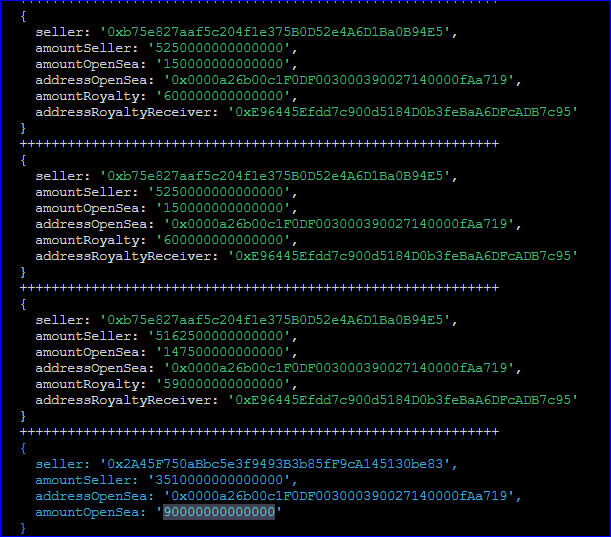 {
seller: '0xb75e827aaf5c204f1e375B0D52e4A6D1Ba0B94E5',
amountSeller: '5250000000000000',
amountOpenSea: '150000000000000',
addressOpenSea: '0x0000a26b00c1F0DF003000390027140000fAa719',
amountRoyalty: '600000000000000',
addressRoyaltyReceiver: '0xE96445Efdd7c900d5184D0b3feBaA6DFcADB7c95'
}
++++++++++++++++++++++++++++++++++++++++++++++++++++++++++++
{
seller: '0xb75e827aaf5c204f1e375B0D52e4A6D1Ba0B94E5',
amountSeller: '5250000000000000',
amountOpenSea: '150000000000000',
addressOpenSea: '0x0000a26b00c1F0DF003000390027140000fAa719',
amountRoyalty: '600000000000000',
addressRoyaltyReceiver: '0xE96445Efdd7c900d5184D0b3feBaA6DFcADB7c95'
}
++++++++++++++++++++++++++++++++++++++++++++++++++++++++++++
{
seller: '0xb75e827aaf5c204f1e375B0D52e4A6D1Ba0B94E5',
amountSeller: '5162500000000000',
amountOpenSea: '147500000000000',
addressOpenSea: '0x0000a26b00c1F0DF003000390027140000fAa719',
amountRoyalty: '590000000000000',
addressRoyaltyReceiver: '0xE96445Efdd7c900d5184D0b3feBaA6DFcADB7c95'
}
++++++++++++++++++++++++++++++++++++++++++++++++++++++++++++
{
seller: '0x2A45F750aBbc5e3f9493B3b85fF9cA145130be83',
amountSeller: '3510000000000000',
addressOpenSea: '0x0000a26b00c1F0DF003000390027140000fAa719',
amountOpenSea: '90000000000000'
}